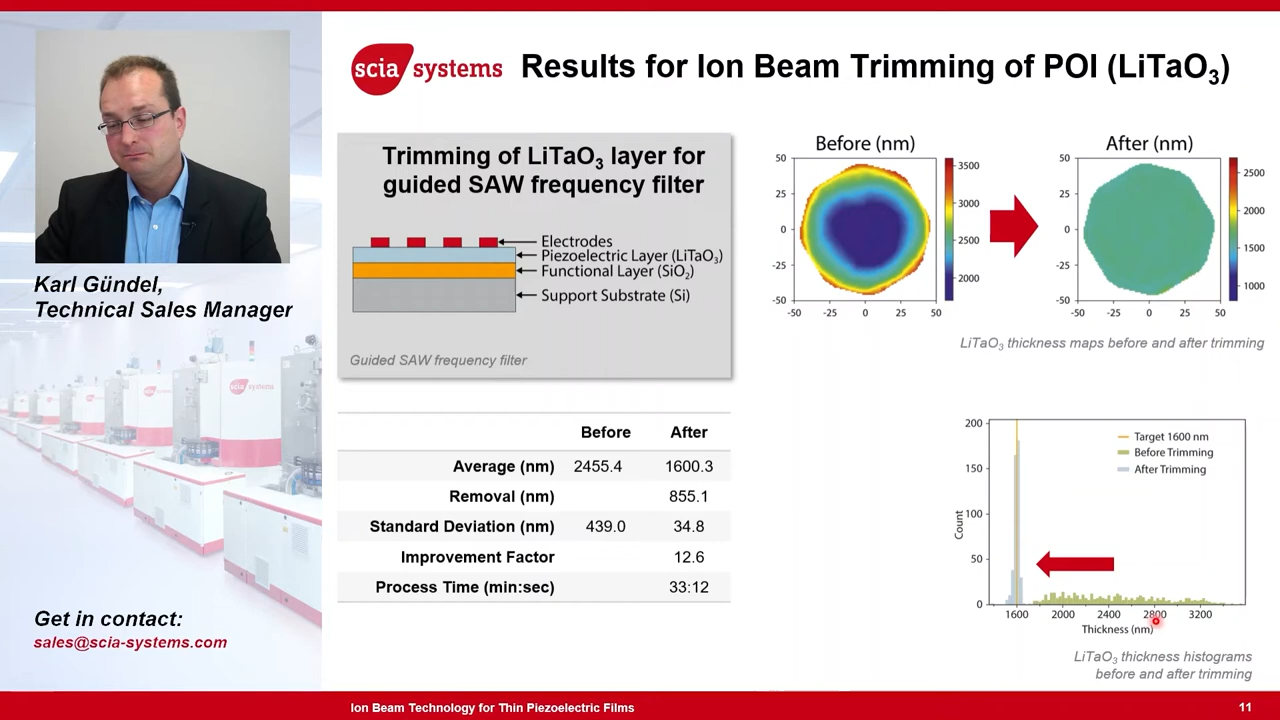 scia systems
Results for Ion Beam Trimming of POI (LiTaO₃)
Karl Gündel,
Technical Sales Manager
scia systems
Get in contact:
sales@scia-systems.com
Trimming of LiTaO₃ layer for
guided SAW frequency filter
Electrodes
Piezoelectric Layer (LiTaO₃)
Functional Layer (SiO₂)
Support Substrate (Si)
Guided SAW frequency filter
Before (nm)
50
25
0
-25
-50
-50 -25 0 25 50
3500
3000
2500
2000
After (nm)
50
25
0
-25
-50
-50 -25 0 25 50
2500
2000
1500
1000
LiTaO₃ thickness maps before and after trimming
Before After
Average (nm) 2455.4 1600.3
Removal (nm) 855.1
Standard Deviation (nm) 439.0 34.8
Improvement Factor 12.6
Process Time (min:sec) 33:12
200
150
100
50
0
Count
Target 1600 nm
Before Trimming
After Trimming
1600 2000 2400 2800 3200
Thickness (nm)
LiTaO₃ thickness histograms
before and after trimming
Ion Beam Technology for Thin Piezoelectric Films
11